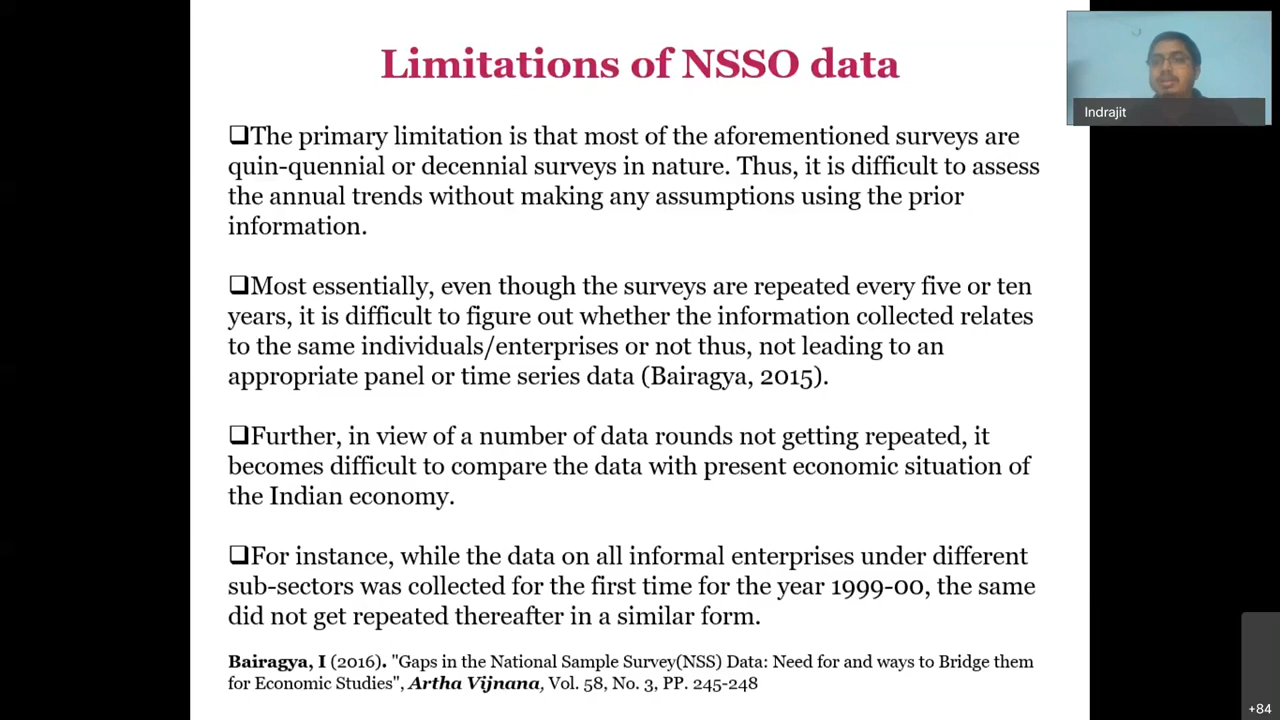 Limitations of NSSO data
Indrajit
❑The primary limitation is that most of the aforementioned surveys are
quin-quennial or decennial surveys in nature. Thus, it is difficult to assess
the annual trends without making any assumptions using the prior
information.
❑Most essentially, even though the surveys are repeated every five or ten
years, it is difficult to figure out whether the information collected relates
to the same individuals/enterprises or not thus, not leading to an
appropriate panel or time series data (Bairagya, 2015).
❑Further, in view of a number of data rounds not getting repeated, it
becomes difficult to compare the data with present economic situation of
the Indian economy.
❑For instance, while the data on all informal enterprises under different
sub-sectors was collected for the first time for the year 1999-00, the same
did not get repeated thereafter in a similar form.
Bairagya, I (2016). "Gaps in the National Sample Survey(NSS) Data: Need for and ways to Bridge them
for Economic Studies", Artha Vijnana, Vol. 58, No. 3, PP. 245-248
+84